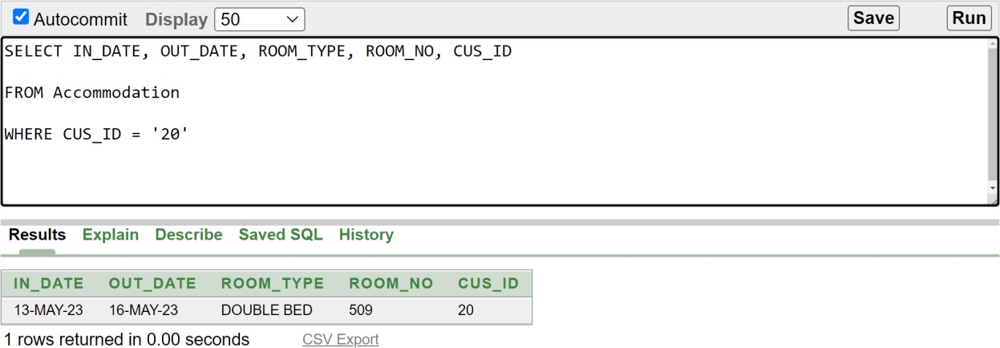 Autocommit Display 50 Save Run
SELECT IN_DATE, OUT_DATE, ROOM_TYPE, ROOM_NO, CUS_ID
FROM Accommodation
WHERE CUS_ID = '20'
Results Explain Describe Saved SQL History
IN_DATE OUT_DATE ROOM_TYPE ROOM_NO CUS_ID
13-MAY-23 16-MAY-23 DOUBLE BED 509 20
1 rows returned in 0.00 seconds CSV Export